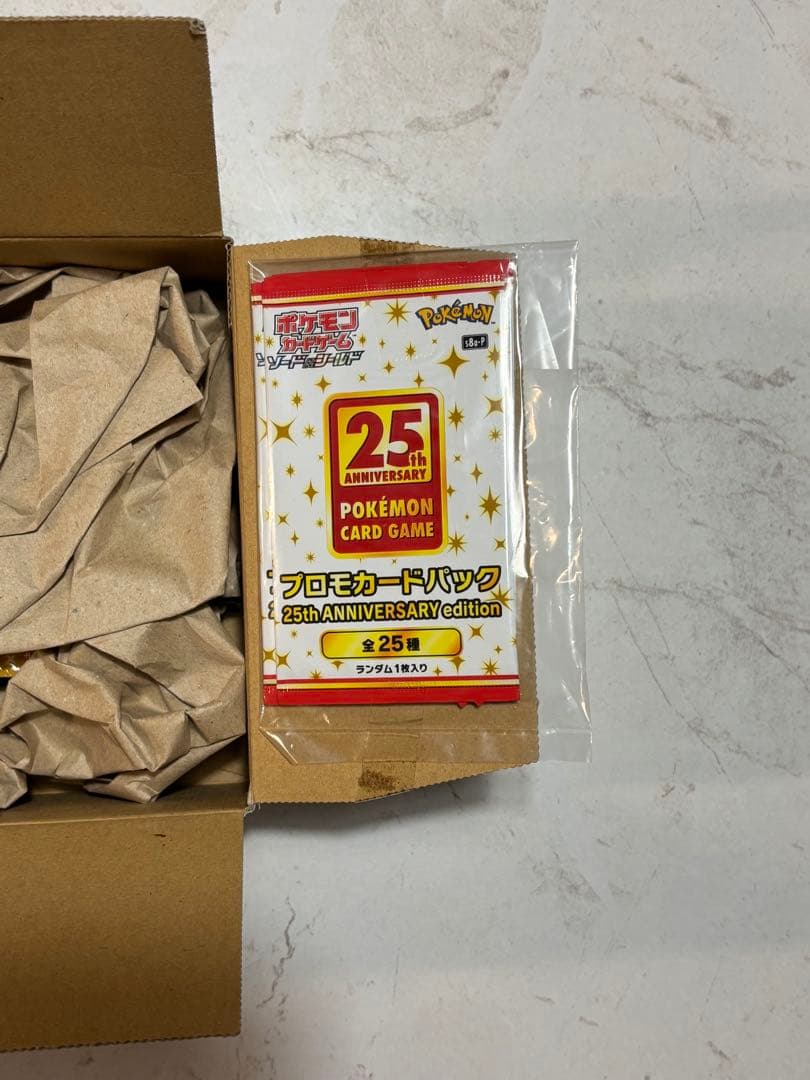 ポケモン
カードゲーム
ソード&シールド
POKÉMON
s8a-P
25th
ANNIVERSARY
POKÉMON
CARD GAME
プロモカードパック
25th ANNIVERSARY edition
全25種
ランダム1枚入り